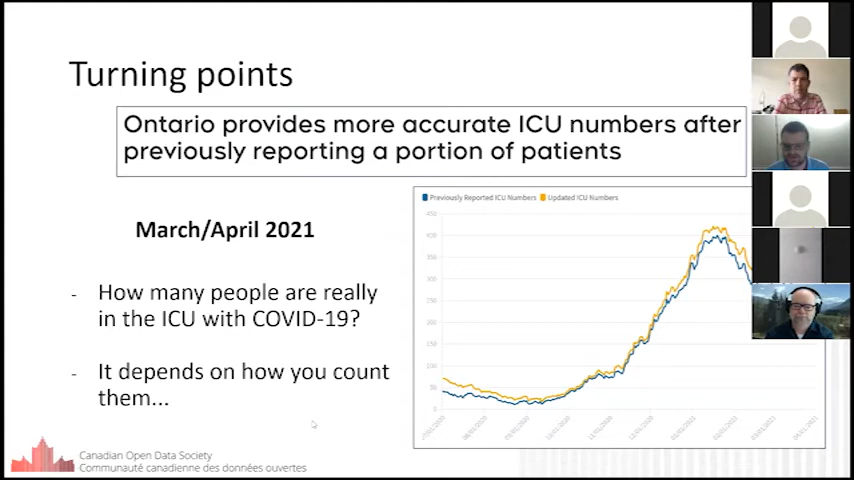 Turning points
Ontario provides more accurate ICU numbers after
previously reporting a portion of patients
March/April 2021
- How many people are really
in the ICU with COVID-19?
- It depends on how you count
them...
Previously Reported ICU Numbers Updated ICU Numbers
450
400
350
300
250
200
150
100
50
0
Canadian Open Data Society
Communauté canadienne des données ouvertes